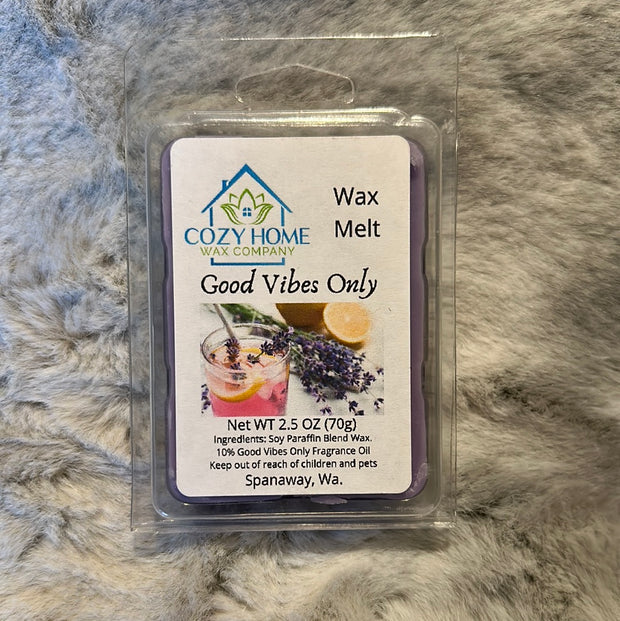 Wax
Melt
COZY HOME
WAX COMPANY
Good Vibes Only
Net WT 2.5 OZ (70g)
Ingredients: Soy Paraffin Blend Wax.
10% Good Vibes Only Fragrance Oil
Keep out of reach of children and pets
Spanaway, Wa.